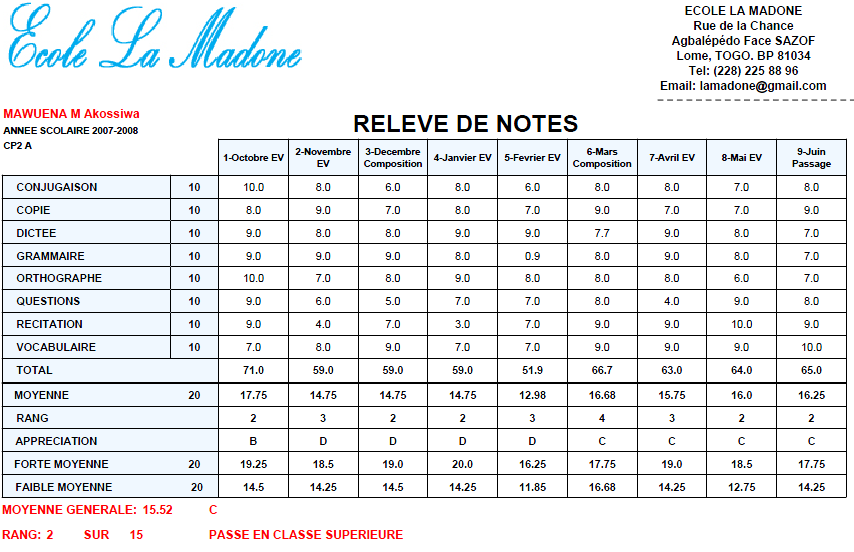 Ecole La Madone
ECOLE LA MADONE
Rue de la Chance
Agbalépédo Face SAZOF
Lome, TOGO. BP 81034
Tel: (228) 225 88 96
Email: lamadone@gmail.com
MAWUENA M Akossiwa
ANNEE SCOLAIRE 2007-2008
CP2 A
RELEVE DE NOTES
1-Octobre EV 2-Novembre EV 3-Decembre Composition 4-Janvier EV 5-Fevrier EV 6-Mars Composition 7-Avril EV 8-Mai EV 9-Juin Passage
CONJUGAISON 10 10.0 8.0 6.0 8.0 6.0 8.0 8.0 7.0 8.0
COPIE 10 8.0 9.0 7.0 8.0 7.0 9.0 7.0 7.0 9.0
DICTEE 10 9.0 8.0 8.0 9.0 9.0 7.7 9.0 8.0 7.0
GRAMMAIRE 10 9.0 9.0 9.0 8.0 0.9 8.0 8.0 8.0 7.0
ORTHOGRAPHE 10 10.0 7.0 8.0 9.0 8.0 8.0 8.0 6.0 7.0
QUESTIONS 10 9.0 6.0 5.0 7.0 7.0 8.0 4.0 9.0 8.0
RECITATION 10 9.0 4.0 7.0 3.0 7.0 9.0 9.0 10.0 9.0
VOCABULAIRE 10 7.0 8.0 9.0 7.0 7.0 9.0 9.0 9.0 10.0
TOTAL 71.0 59.0 59.0 59.0 51.9 66.7 63.0 64.0 65.0
MOYENNE 20 17.75 14.75 14.75 14.75 12.98 16.68 15.75 16.0 16.25
RANG 2 3 2 2 3 4 3 2 2
APPRECIATION B D D D D C C C C
FORTE MOYENNE 20 19.25 18.5 19.0 20.0 16.25 17.75 19.0 18.5 17.75
FAIBLE MOYENNE 20 14.5 14.25 14.5 14.25 11.85 16.68 14.25 12.75 14.25
MOYENNE GENERALE: 15.52 C
RANG: 2 SUR 15 PASSE EN CLASSE SUPERIEURE